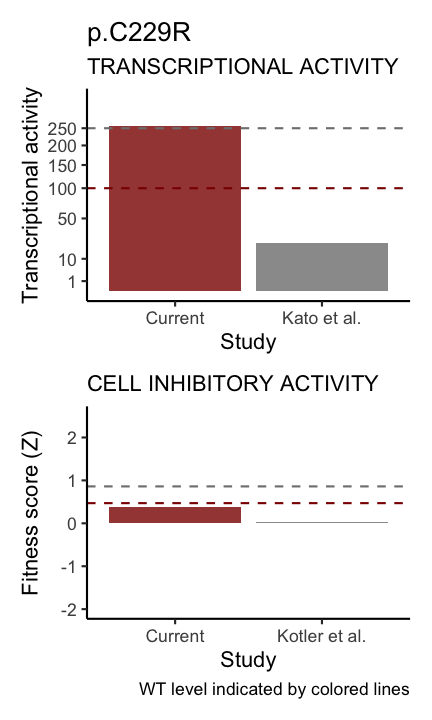 p.C229R
TRANSCRIPTIONAL ACTIVITY
Transcriptional activity
250
200
150
100
50
10
1
Current
Kato et al.
Study
CELL INHIBITORY ACTIVITY
Fitness score (Z)
2
1
0
-1
-2
Current
Kotler et al.
Study
WT level indicated by colored lines